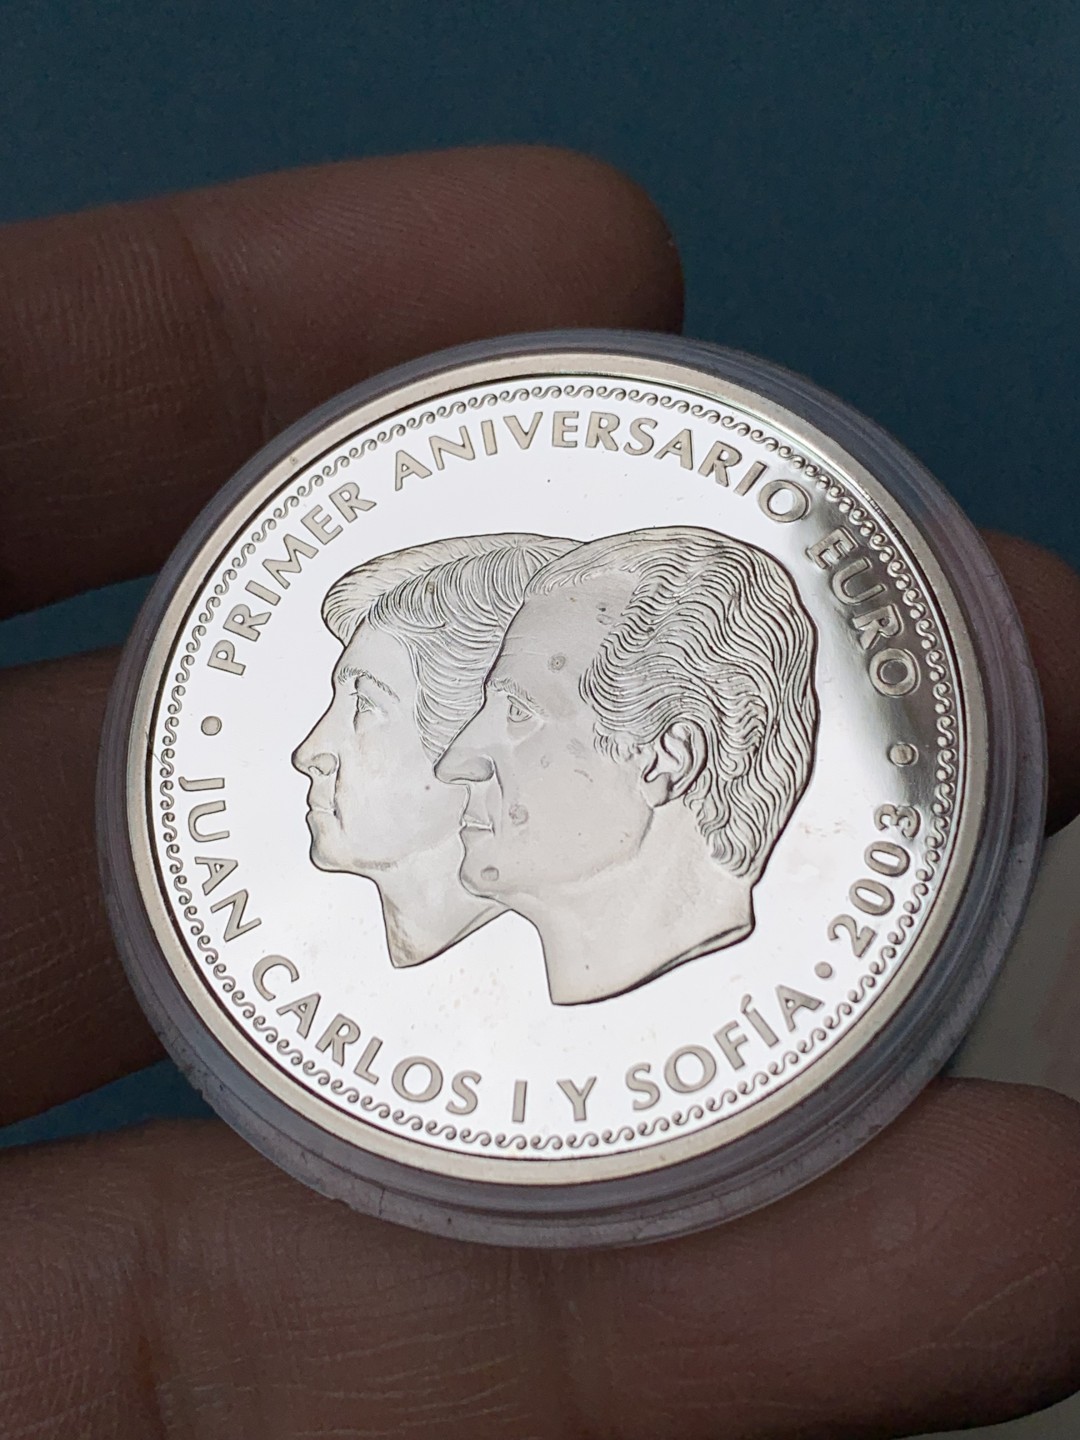 PRIMER ANIVERSARIO EURO
JUAN CARLOS I Y SOFÍA • 2003